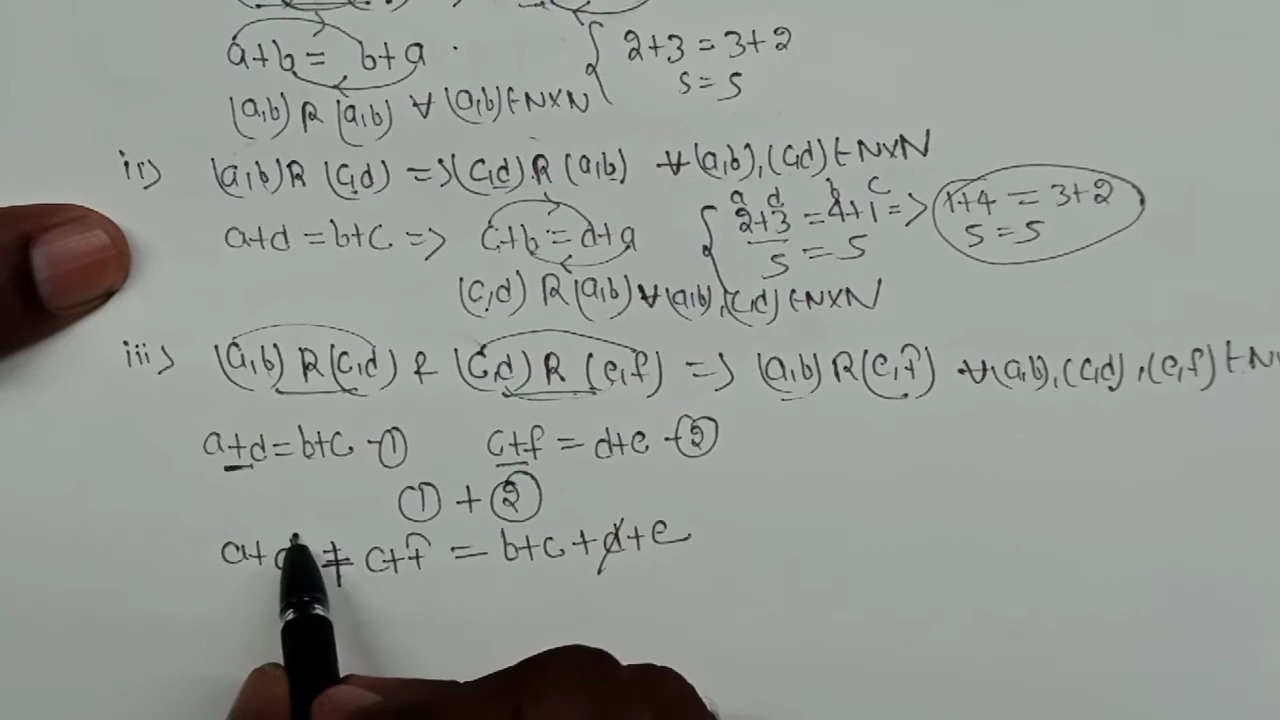 a+b = b+a . { 2+3 = 3+2
5 = 5
(a,b) R (a,b) ∀ (a,b) ∈ N×N
ii) (a,b) R (c,d) => (c,d) R (a,b) ∀ (a,b), (c,d) ∈ N×N
a+d = b+c => c+b = d+a { 2+3 = 4+1 => 1+4 = 3+2
a d b c
5 = 5 5 = 5
(c,d) R (a,b) ∀ (a,b), (c,d) ∈ N×N
iii) (a,b) R (c,d) & (c,d) R (e,f) => (a,b) R (e,f) ∀ (a,b), (c,d), (e,f) ∈ N
a+d = b+c - ① c+f = d+e - ②
① + ②
a+ + c+f = b+c+d+e